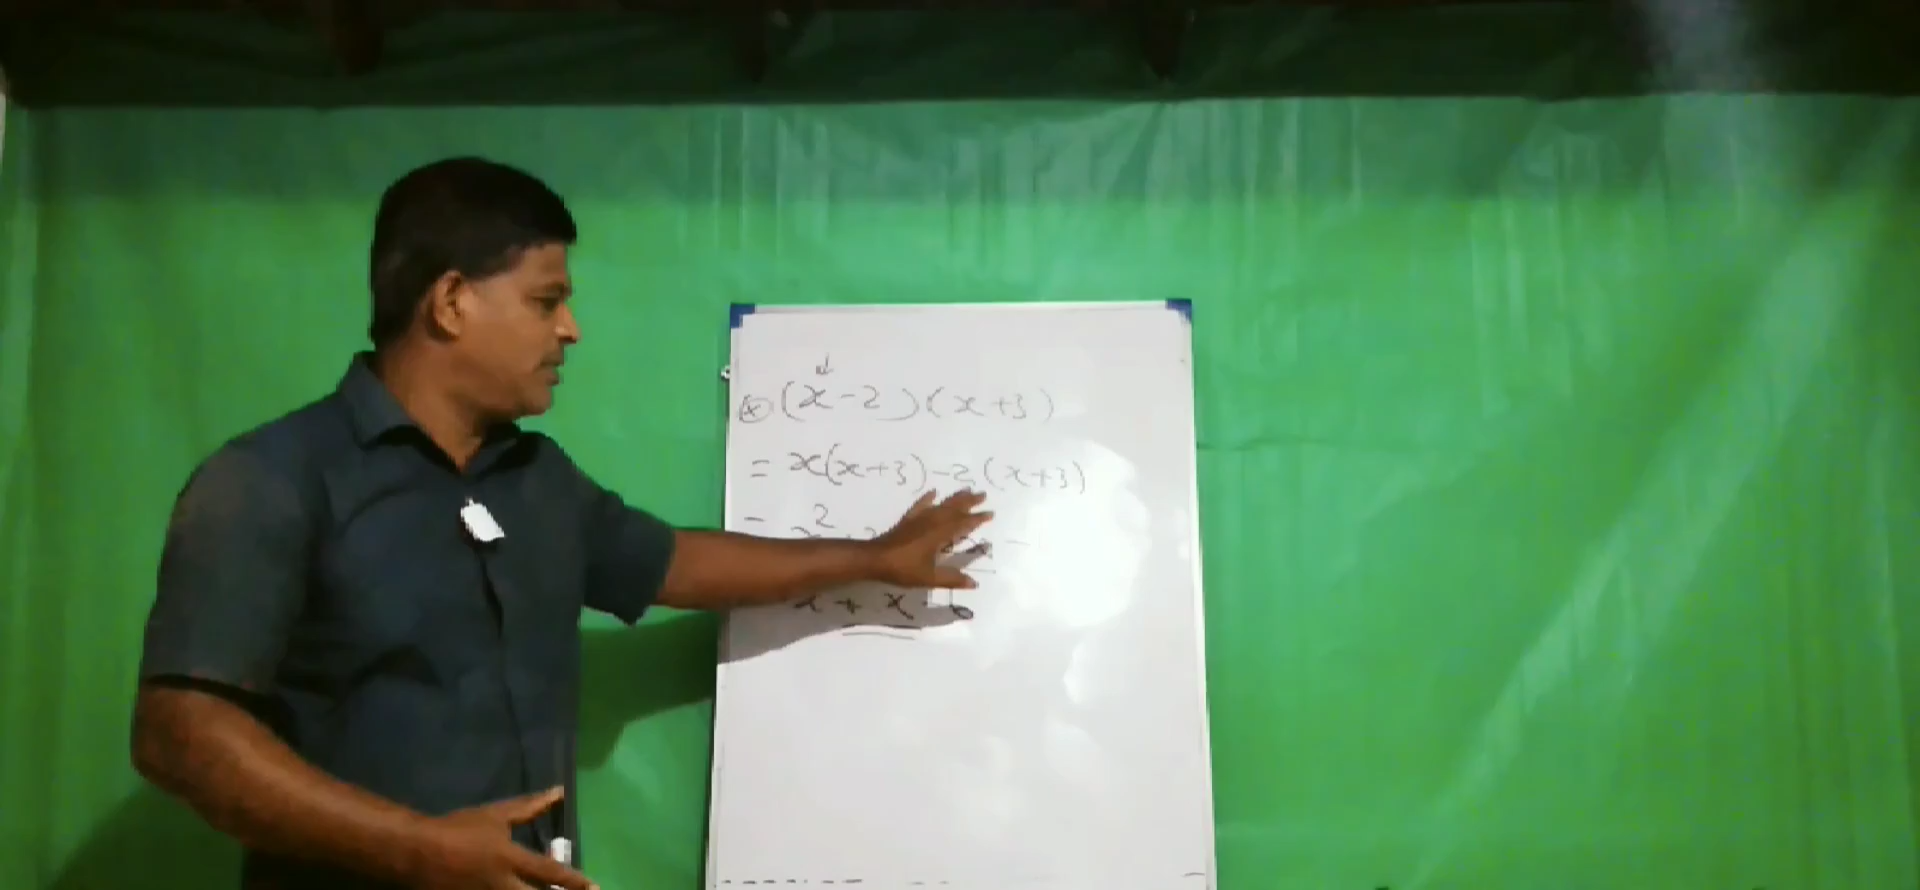 (x-2)(x+3)
= x(x+3)-2(x+3)
x + x - 6